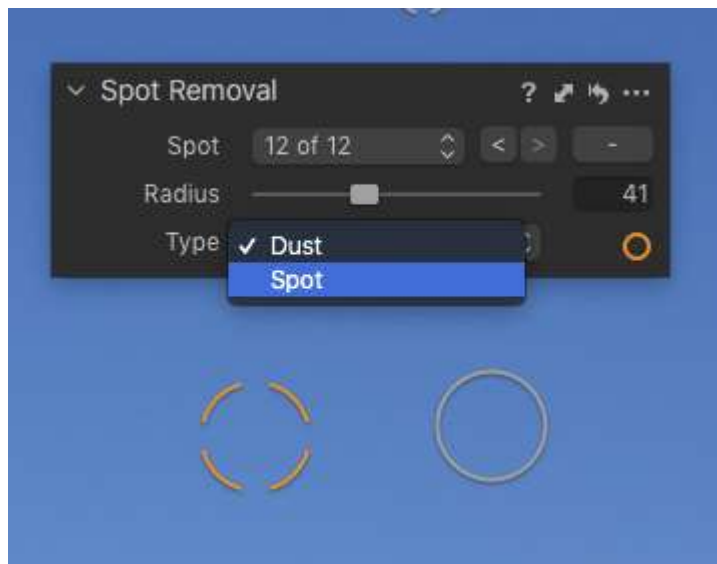 Spot Removal ? ...
Spot 12 of 12 < > -
Radius 41
Type ✓ Dust
Spot